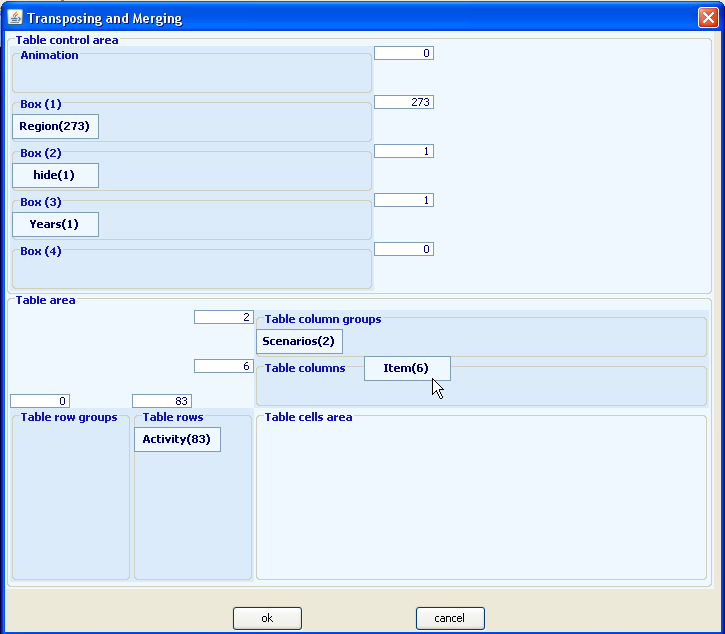 Transposing and Merging
Table control area
Animation
0
Box (1)
273
Region(273)
Box (2)
1
hide(1)
Box (3)
1
Years(1)
Box (4)
0
Table area
2
Table column groups
Scenarios(2)
6
Table columns
Item(6)
0
83
Table row groups
Table rows
Table cells area
Activity(83)
ok
cancel